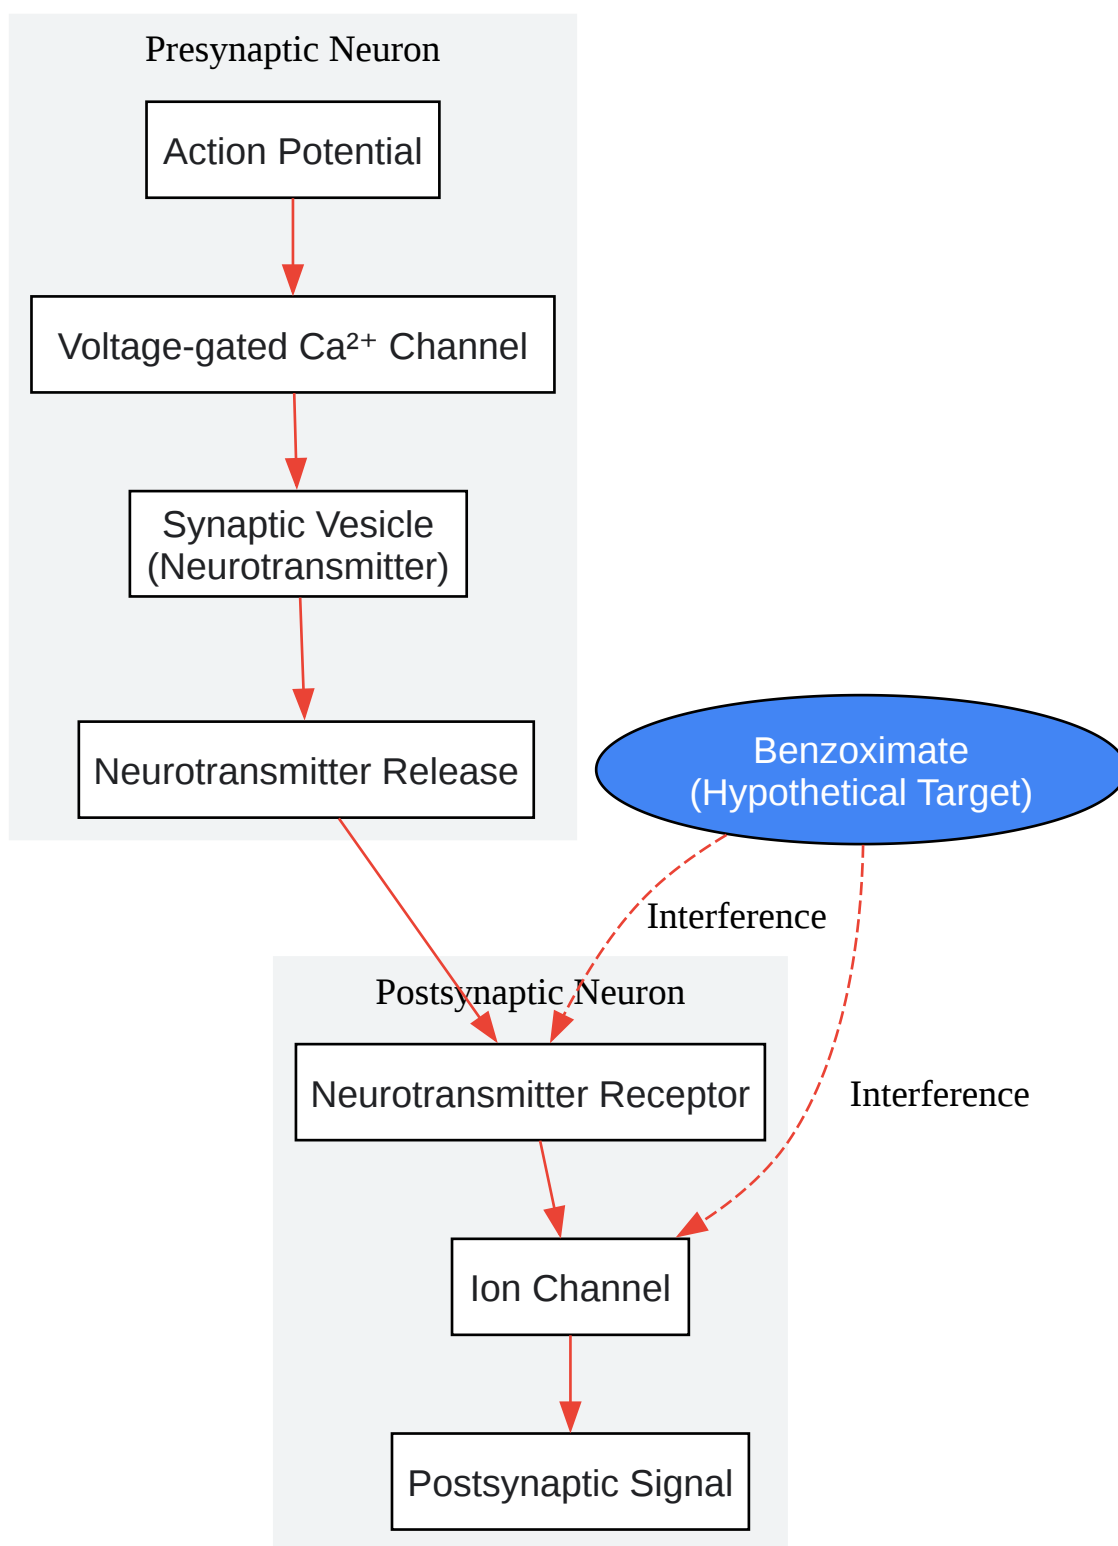 Presynaptic Neuron
Action Potential
Voltage-gated Ca²⁺ Channel
Synaptic Vesicle
(Neurotransmitter)
Neurotransmitter Release
Benzoximate
(Hypothetical Target)
Interference
Postsynaptic Neuron
Neurotransmitter Receptor
Interference
Ion Channel
Postsynaptic Signal